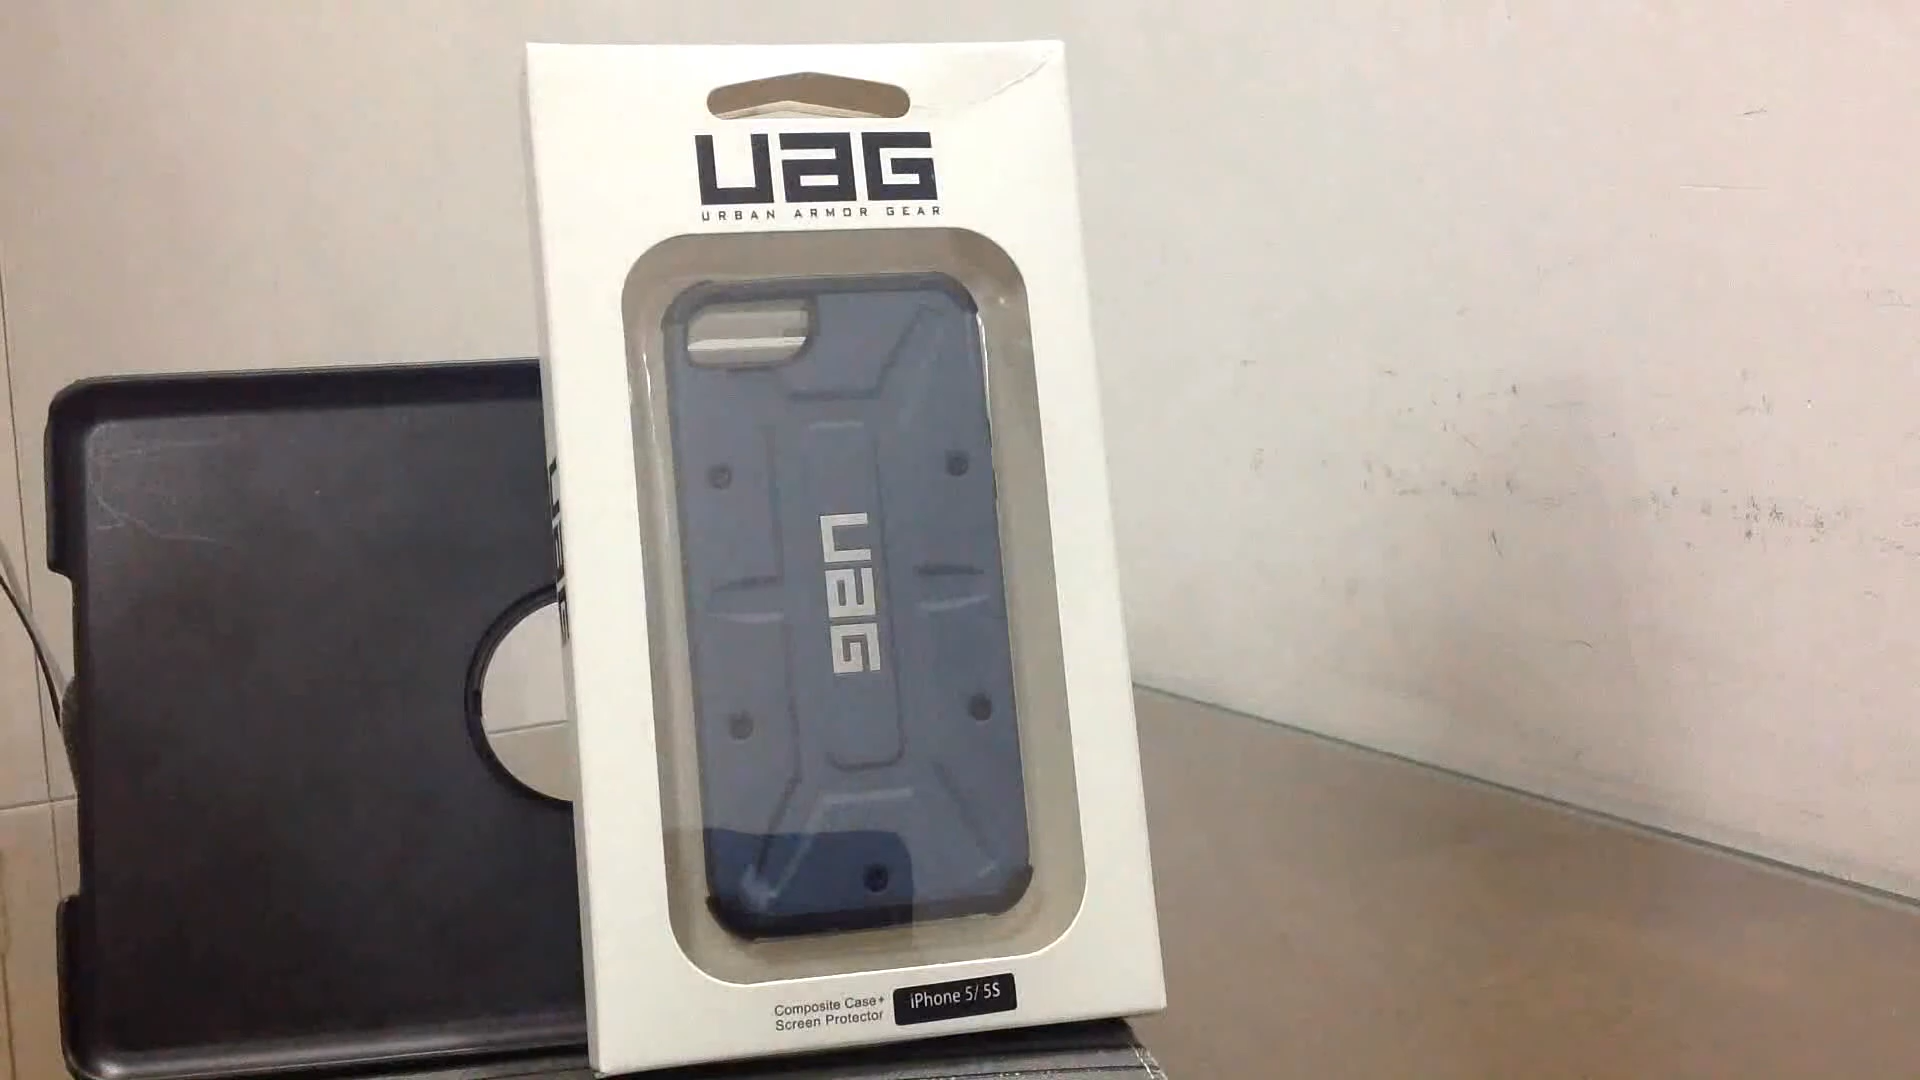 UAG
URBAN ARMOR GEAR
UAG
Composite Case+
Screen Protector
iPhone 5/ 5S